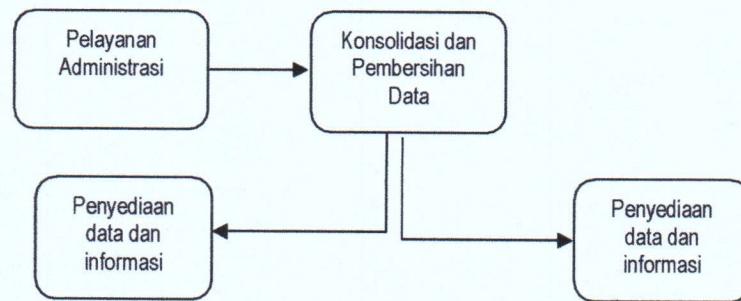 Pelayanan
Administrasi
Konsolidasi dan
Pembersihan
Data
Penyediaan
data dan
informasi
Penyediaan
data dan
informasi